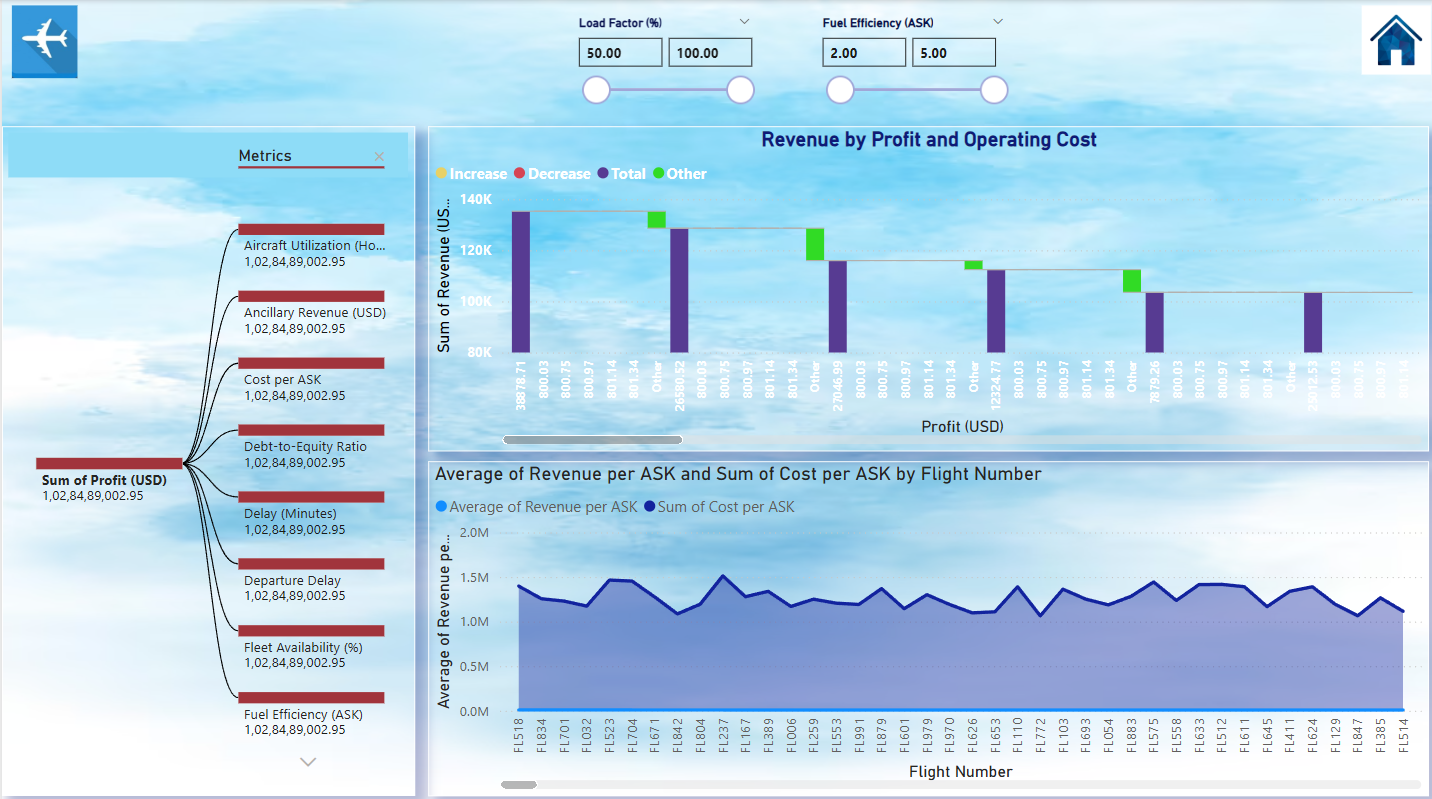 Load Factor (%)
50.00
100.00
Fuel Efficiency (ASK)
2.00
5.00
Metrics
Sum of Profit (USD)
1,02,84,89,002.95
Aircraft Utilization (Ho...
1,02,84,89,002.95
Ancillary Revenue (USD)
1,02,84,89,002.95
Cost per ASK
1,02,84,89,002.95
Debt-to-Equity Ratio
1,02,84,89,002.95
Delay (Minutes)
1,02,84,89,002.95
Departure Delay
1,02,84,89,002.95
Fleet Availability (%)
1,02,84,89,002.95
Fuel Efficiency (ASK)
1,02,84,89,002.95
Revenue by Profit and Operating Cost
Increase Decrease Total Other
Sum of Revenue (US...
140K
120K
100K
80K
38878.71
800.03
800.75
800.97
801.14
801.34
Other
26580.52
800.03
800.75
800.97
801.14
801.34
Other
27046.99
800.03
800.75
800.97
801.14
801.34
Other
12324.77
800.03
800.75
800.97
801.14
801.34
Other
7879.26
800.03
800.75
800.97
801.14
801.34
Other
800.03
800.75
800.97
801.14
Profit (USD)
Average of Revenue per ASK and Sum of Cost per ASK by Flight Number
Average of Revenue per ASK Sum of Cost per ASK
Average of Revenue pe...
2.0M
1.5M
1.0M
0.5M
0.0M
FL518
FL834
FL701
FL032
FL523
FL704
FL671
FL842
FL804
FL237
FL167
FL389
FL006
FL259
FL553
FL991
FL879
FL601
FL979
FL970
FL626
FL653
FL110
FL772
FL103
FL693
FL054
FL883
FL575
FL558
FL633
FL512
FL611
FL645
FL411
FL624
FL129
FL847
FL385
FL514
Flight Number